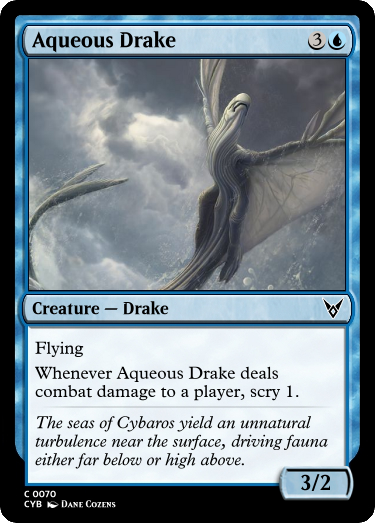 Aqueous Drake 3
Creature — Drake
Flying
Whenever Aqueous Drake deals
combat damage to a player, scry 1.
The seas of Cybaros yield an unnatural
turbulence near the surface, driving fauna
either far below or high above.
3/2
C 0070
CYB Dane Cozens